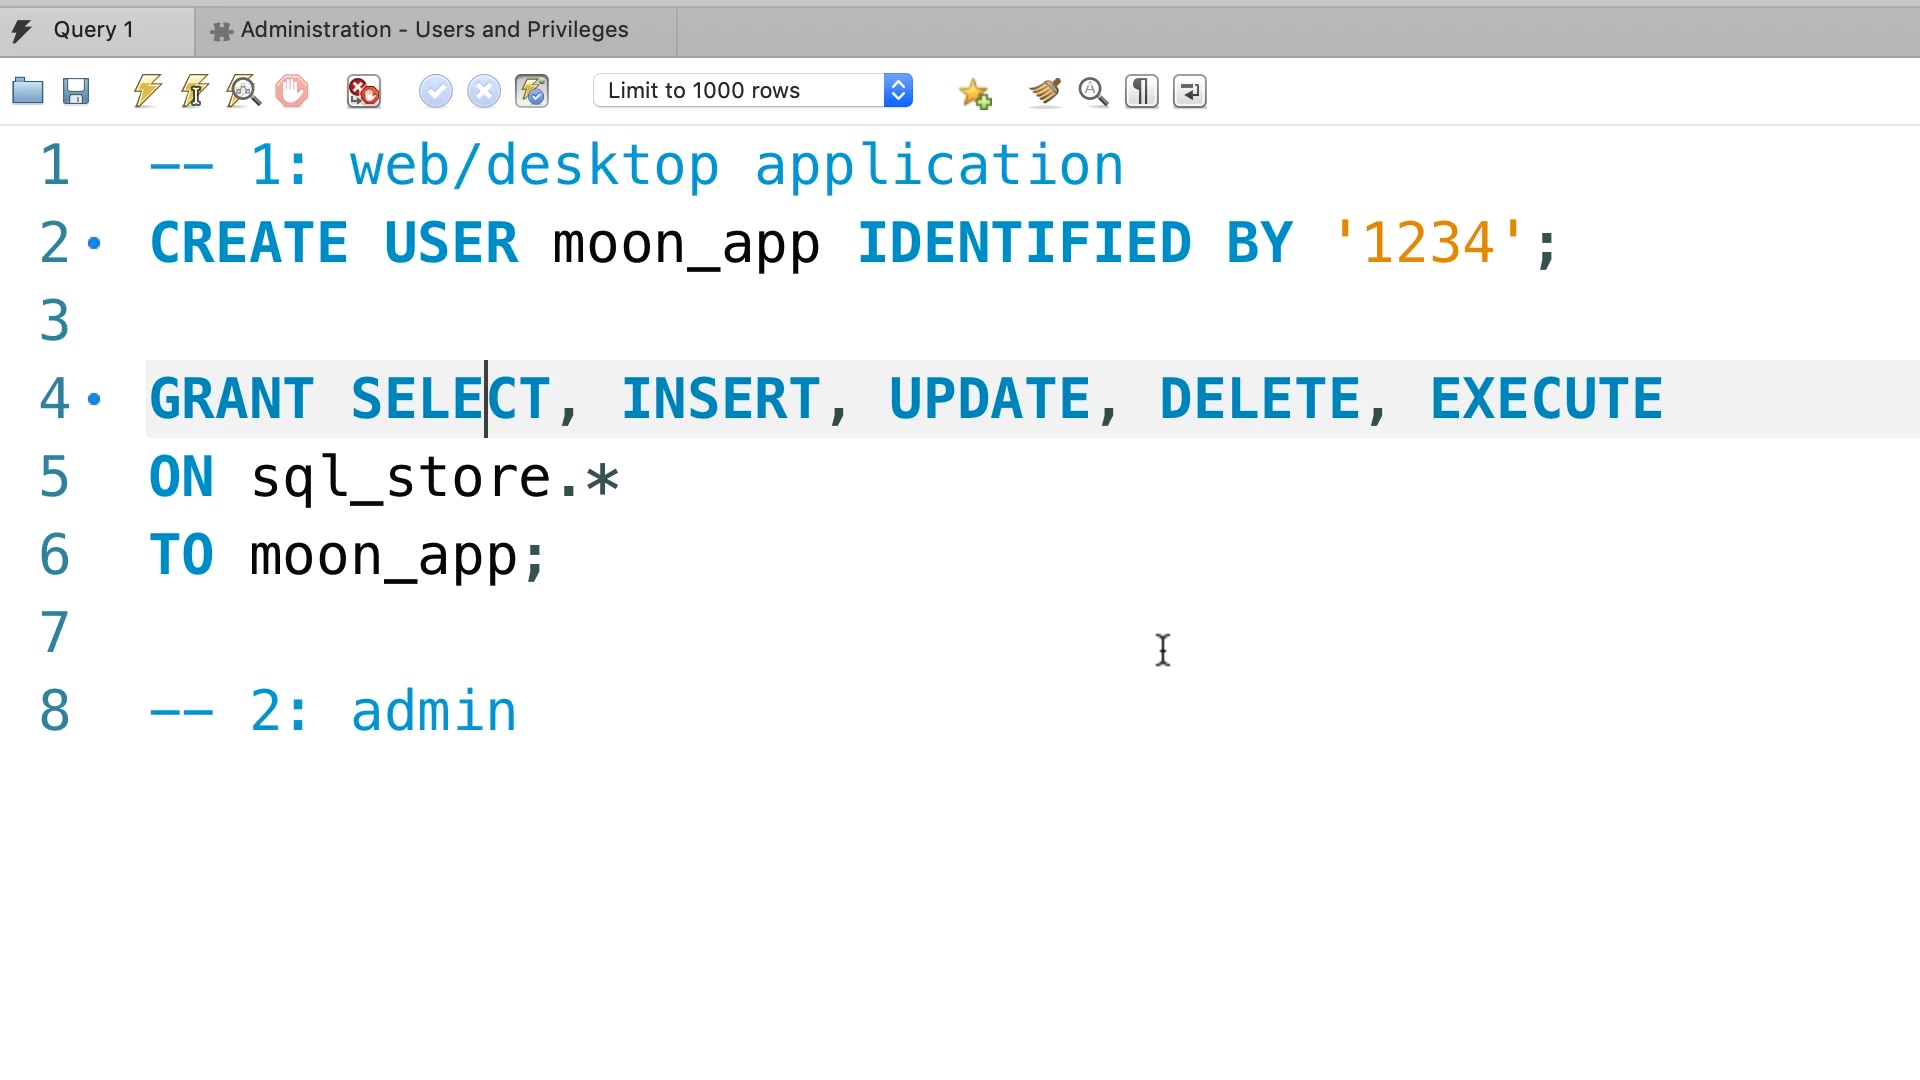 Query 1
Administration - Users and Privileges
Limit to 1000 rows
1 -- 1: web/desktop application
2 CREATE USER moon_app IDENTIFIED BY '1234';
3
4 GRANT SELECT, INSERT, UPDATE, DELETE, EXECUTE
5 ON sql_store.*
6 TO moon_app;
7
8 -- 2: admin